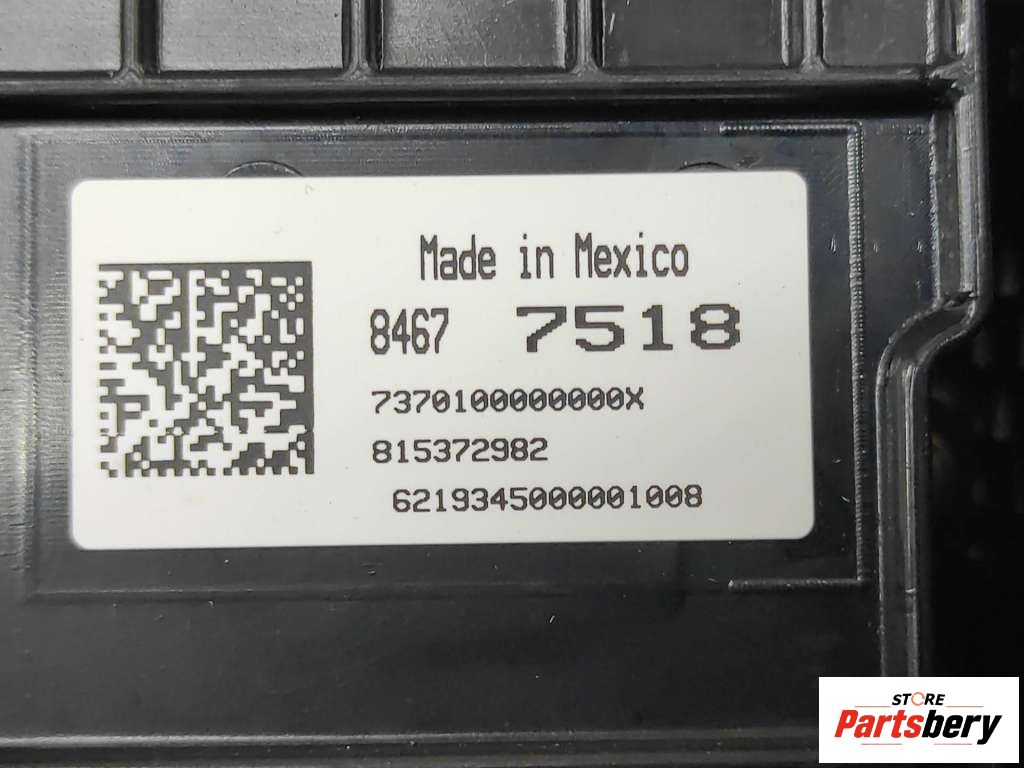 Made in Mexico
8467 7518
7370100000000X
815372982
6219345000001008
STORE
Partsbery